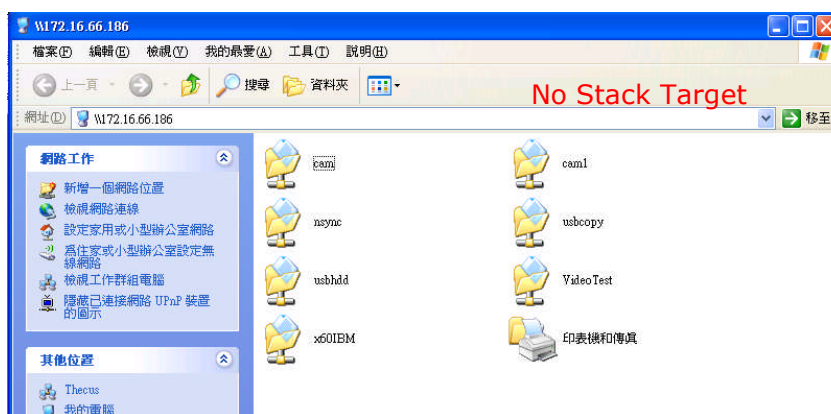 \\172.16.66.186
檔案(F) 編輯(E) 檢視(V) 我的最愛(A) 工具(T) 說明(H)
上一頁 搜尋 資料夾
No Stack Target
網址(D) \\172.16.66.186 移至
網路工作
新增一個網路位置
檢視網路連線
設定家用或小型辦公室網路
為住家或小型辦公室設定無
線網路
檢視工作群組電腦
隱藏已連接網路 UPnP 裝置
的圖示
其他位置
Thecus
我的電腦
cam cam1
nsync usbcopy
usbhdd VideoTest
x60IBM 印表機和傳真